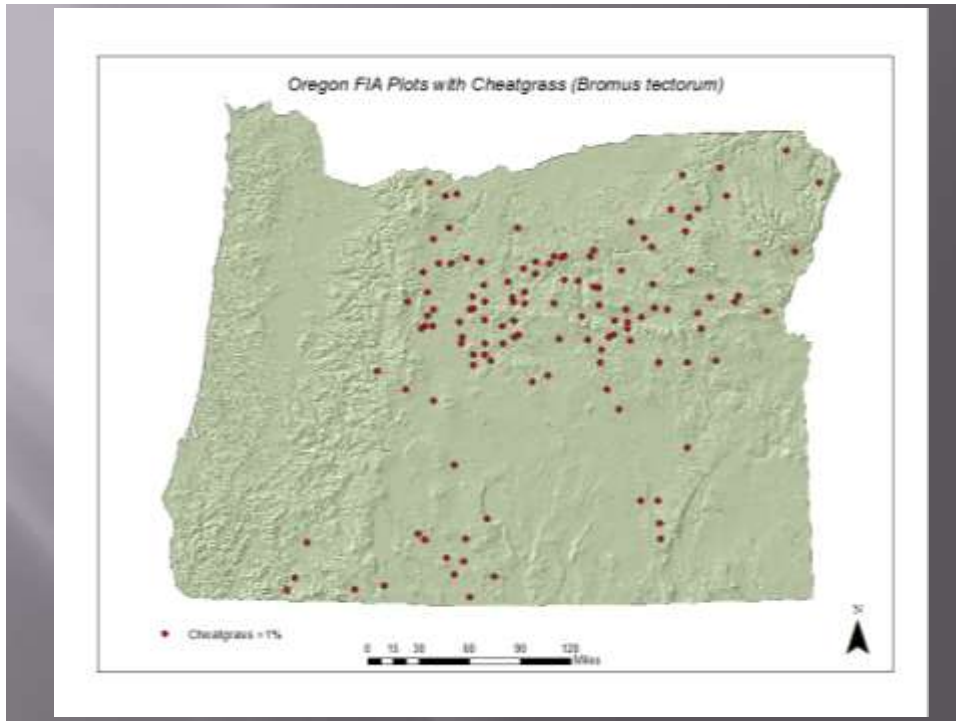 Oregon FIA Plots with Cheatgrass (Bromus tectorum)
N
Cheatgrass >1%
0 15 30 60 90 120
Miles